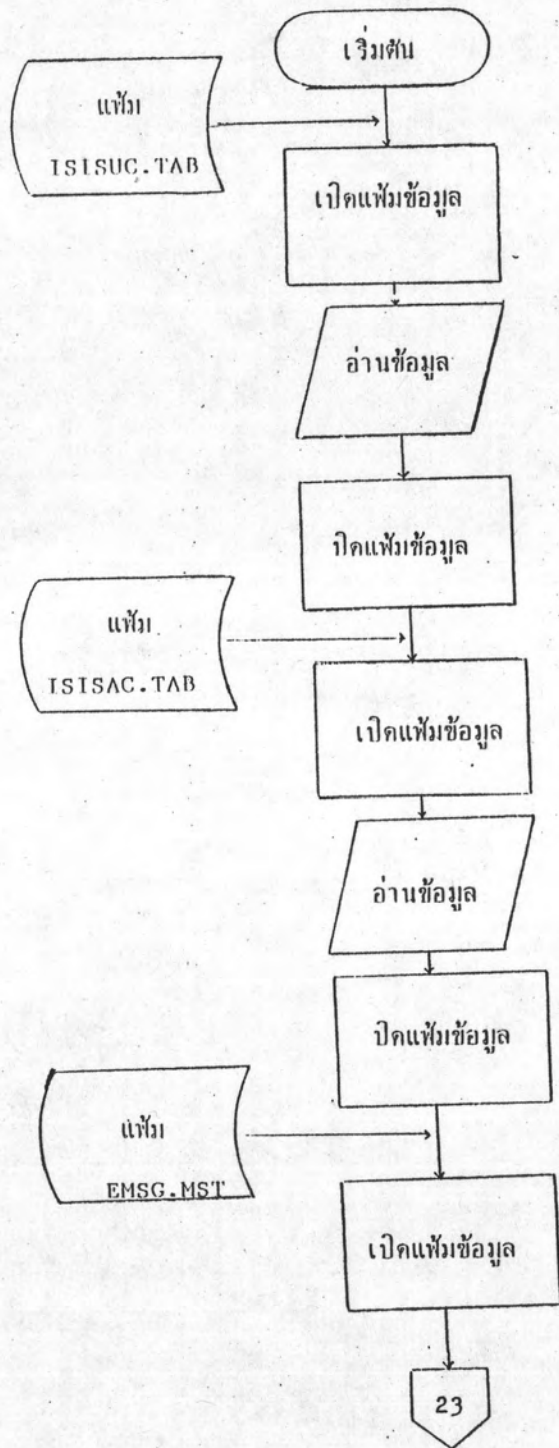 เริ่มต้น
แฟ้ม
ISISUC.TAB
เปิดแฟ้มข้อมูล
อ่านข้อมูล
ปิดแฟ้มข้อมูล
แฟ้ม
ISISAC.TAB
เปิดแฟ้มข้อมูล
อ่านข้อมูล
ปิดแฟ้มข้อมูล
แฟ้ม
EMSG.MST
เปิดแฟ้มข้อมูล
23